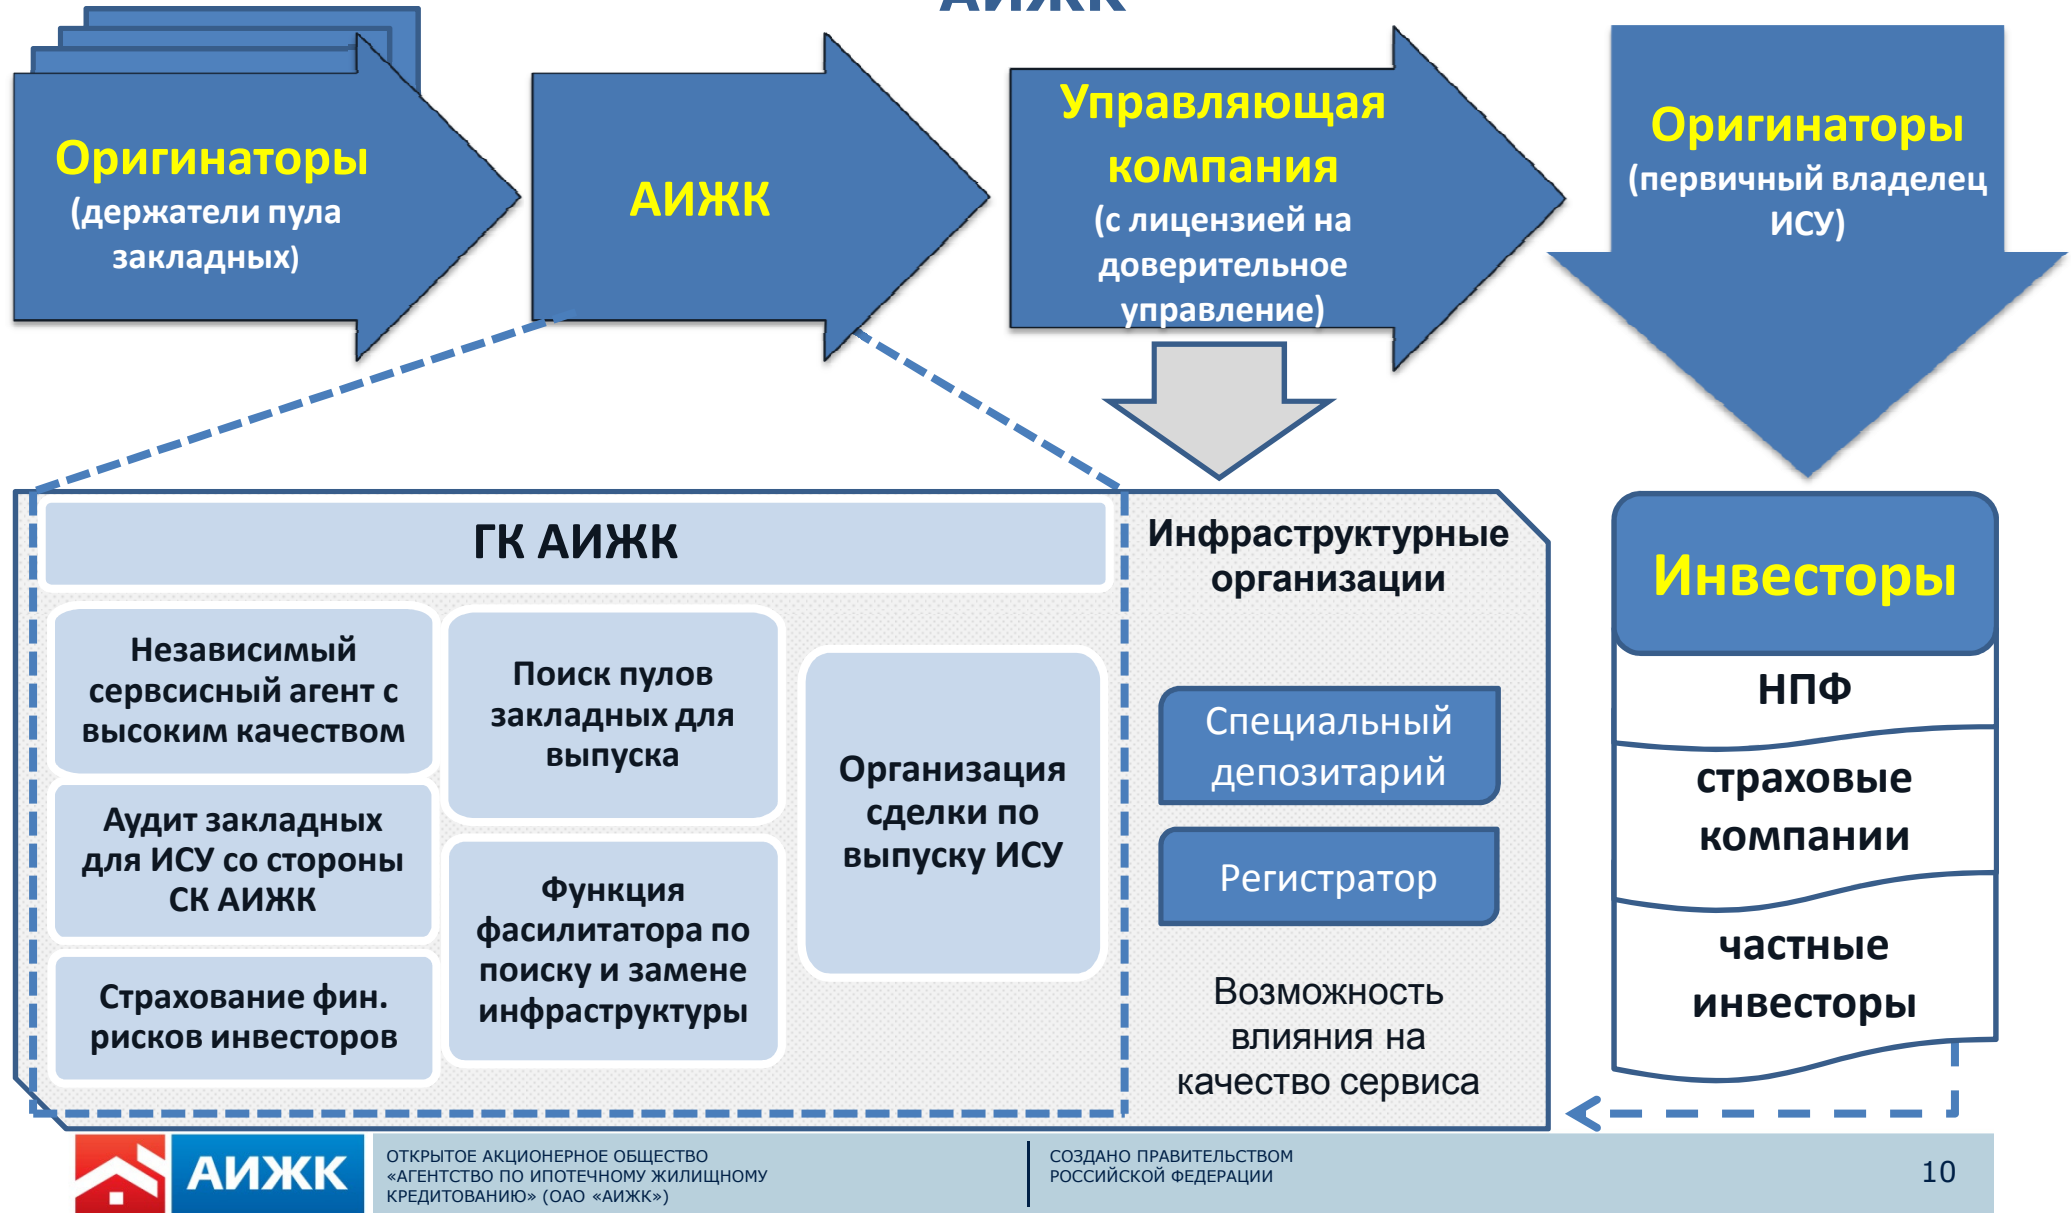 АИЖК
Оригинаторы
(держатели пула
закладных)
АИЖК
Управляющая
компания
(с лицензией на
доверительное
управление)
Оригинаторы
(первичный владелец
ИСУ)
ГК АИЖК
Независимый
сервсисный агент с
высоким качеством
Аудит закладных
для ИСУ со стороны
СК АИЖК
Страхование фин.
рисков инвесторов
Поиск пулов
закладных для
выпуска
Функция
фасилитатора по
поиску и замене
инфраструктуры
Организация
сделки по
выпуску ИСУ
Инфраструктурные
организации
Специальный
депозитарий
Регистратор
Возможность
влияния на
качество сервиса
Инвесторы
НПФ
страховые
компании
частные
инвесторы
АИЖК
ОТКРЫТОЕ АКЦИОНЕРНОЕ ОБЩЕСТВО
«АГЕНТСТВО ПО ИПОТЕЧНОМУ ЖИЛИЩНОМУ
КРЕДИТОВАНИЮ» (ОАО «АИЖК»)
СОЗДАНО ПРАВИТЕЛЬСТВОМ
РОССИЙСКОЙ ФЕДЕРАЦИИ
10